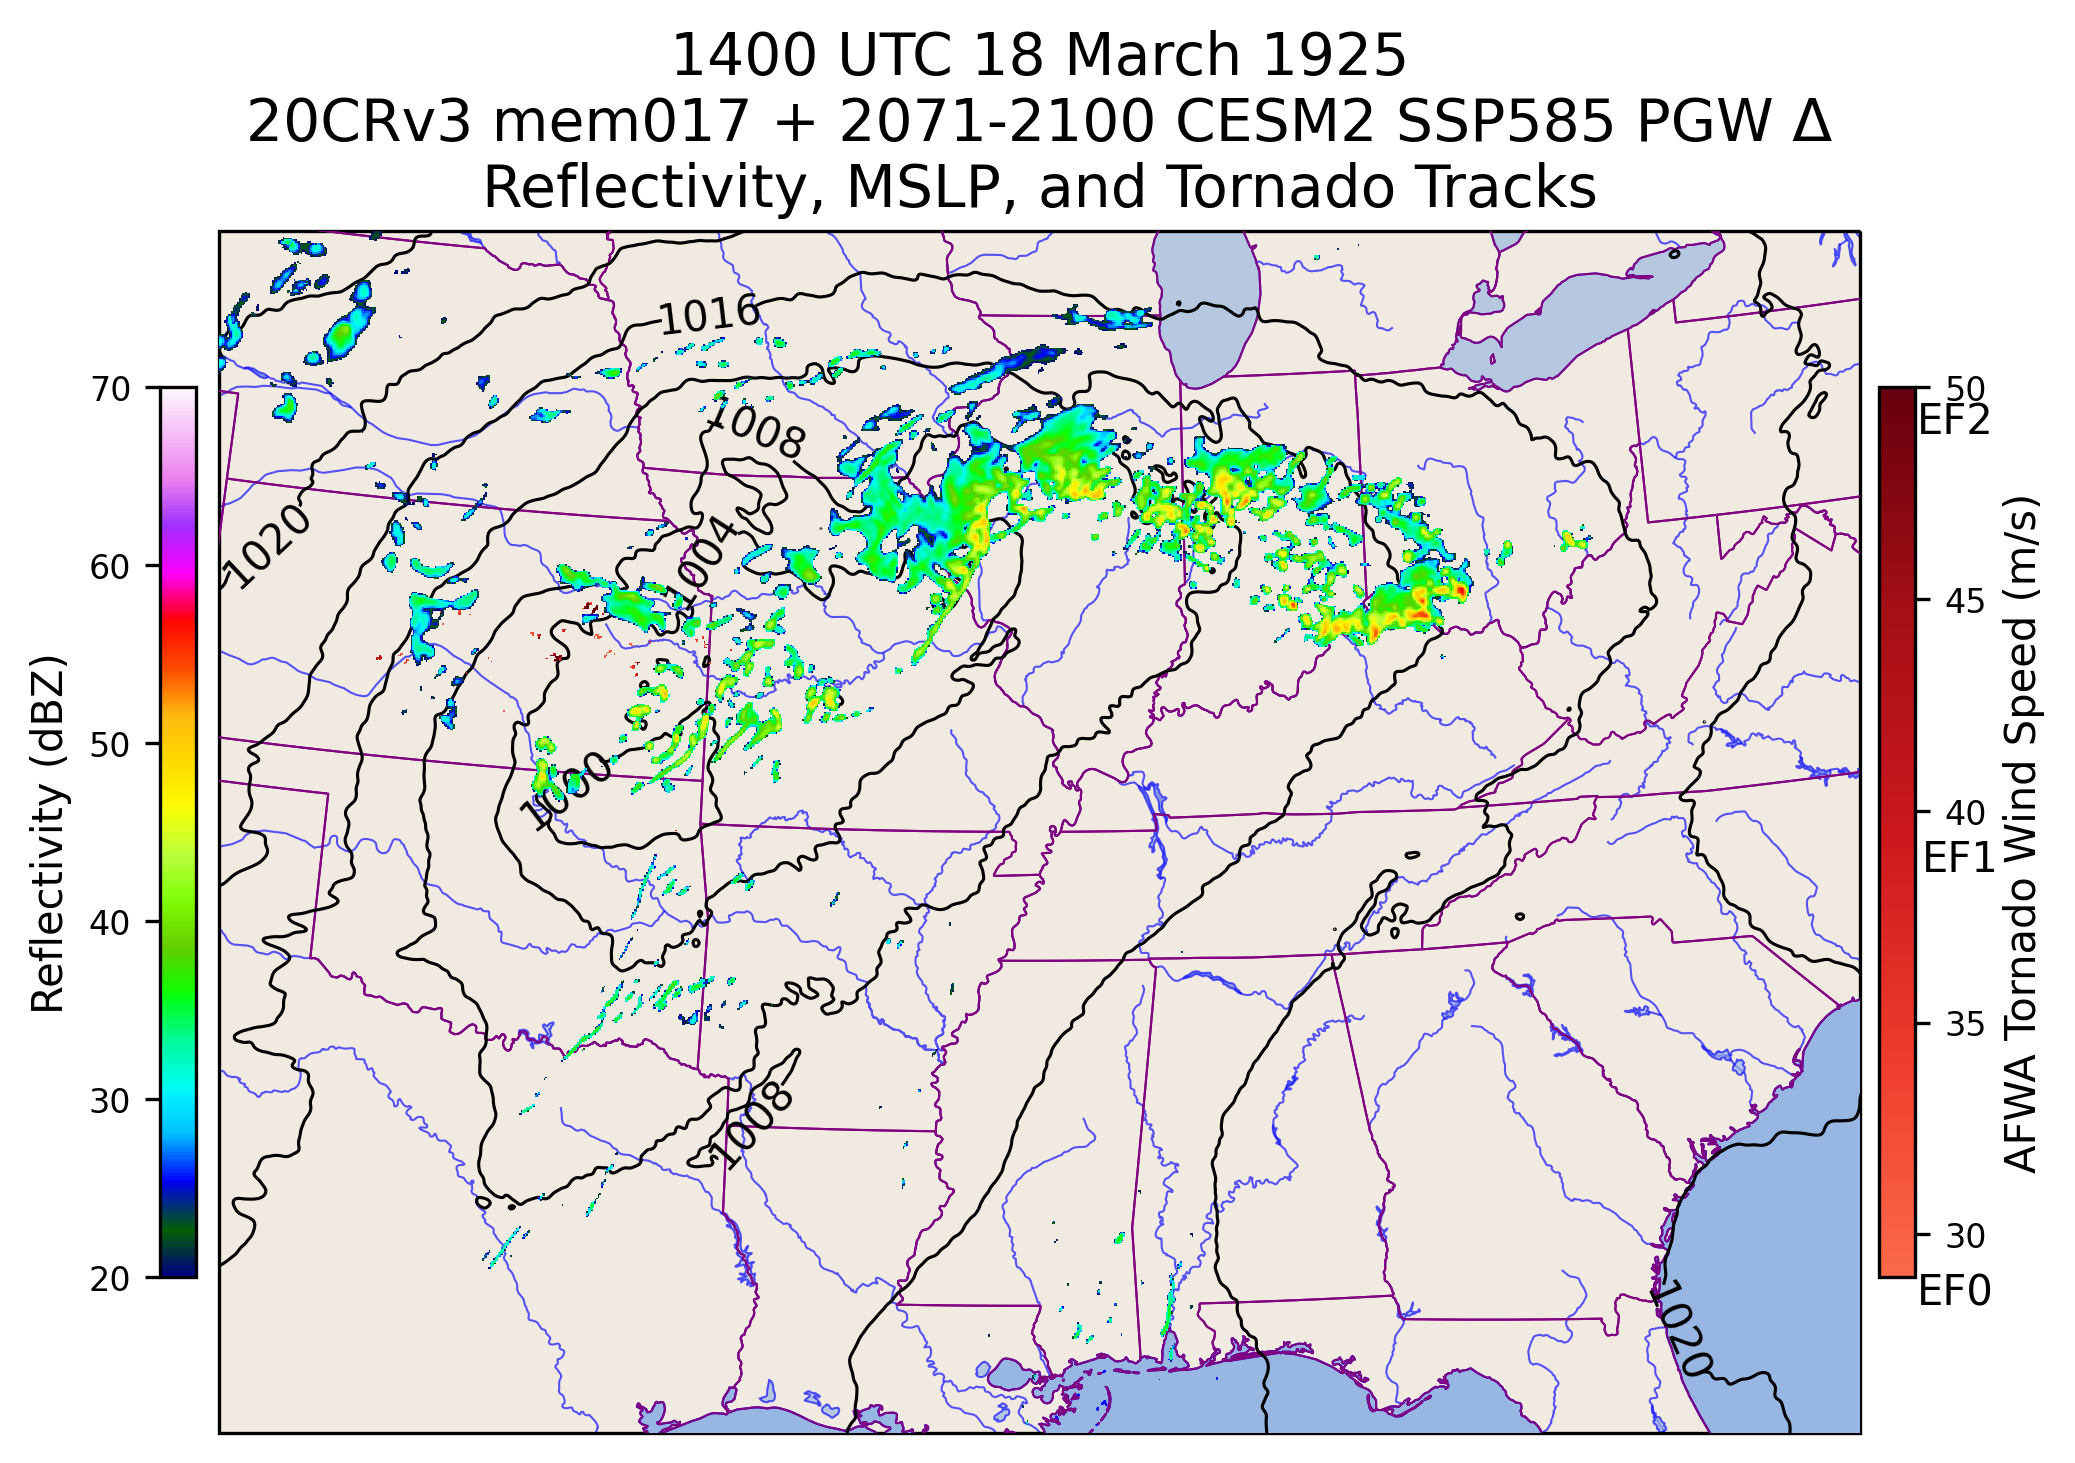 1400 UTC 18 March 1925
20CRv3 mem017 + 2071-2100 CESM2 SSP585 PGW Δ
Reflectivity, MSLP, and Tornado Tracks
Reflectivity (dBZ)
70
60
50
40
30
20
1016
1008
1020
1004
1000
1008
1020
50
EF2
45
40
EF1
35
30
EF0
AFWA Tornado Wind Speed (m/s)